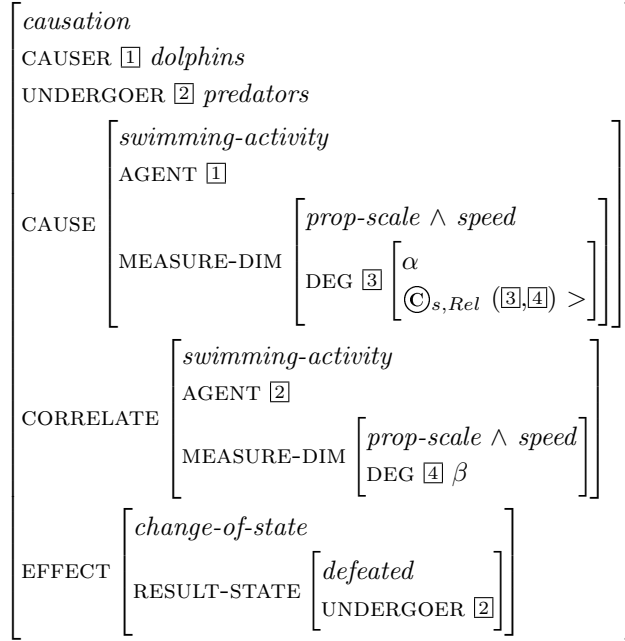 causation
CAUSER 1 dolphins
UNDERGOER 2 predators
CAUSE
swimming-activity
AGENT 1
MEASURE-DIM
prop-scale ∧ speed
DEG 3
α
Ⓒs,Rel (3,4) >
CORRELATE
swimming-activity
AGENT 2
MEASURE-DIM
prop-scale ∧ speed
DEG 4 β
EFFECT
change-of-state
RESULT-STATE
defeated
UNDERGOER 2